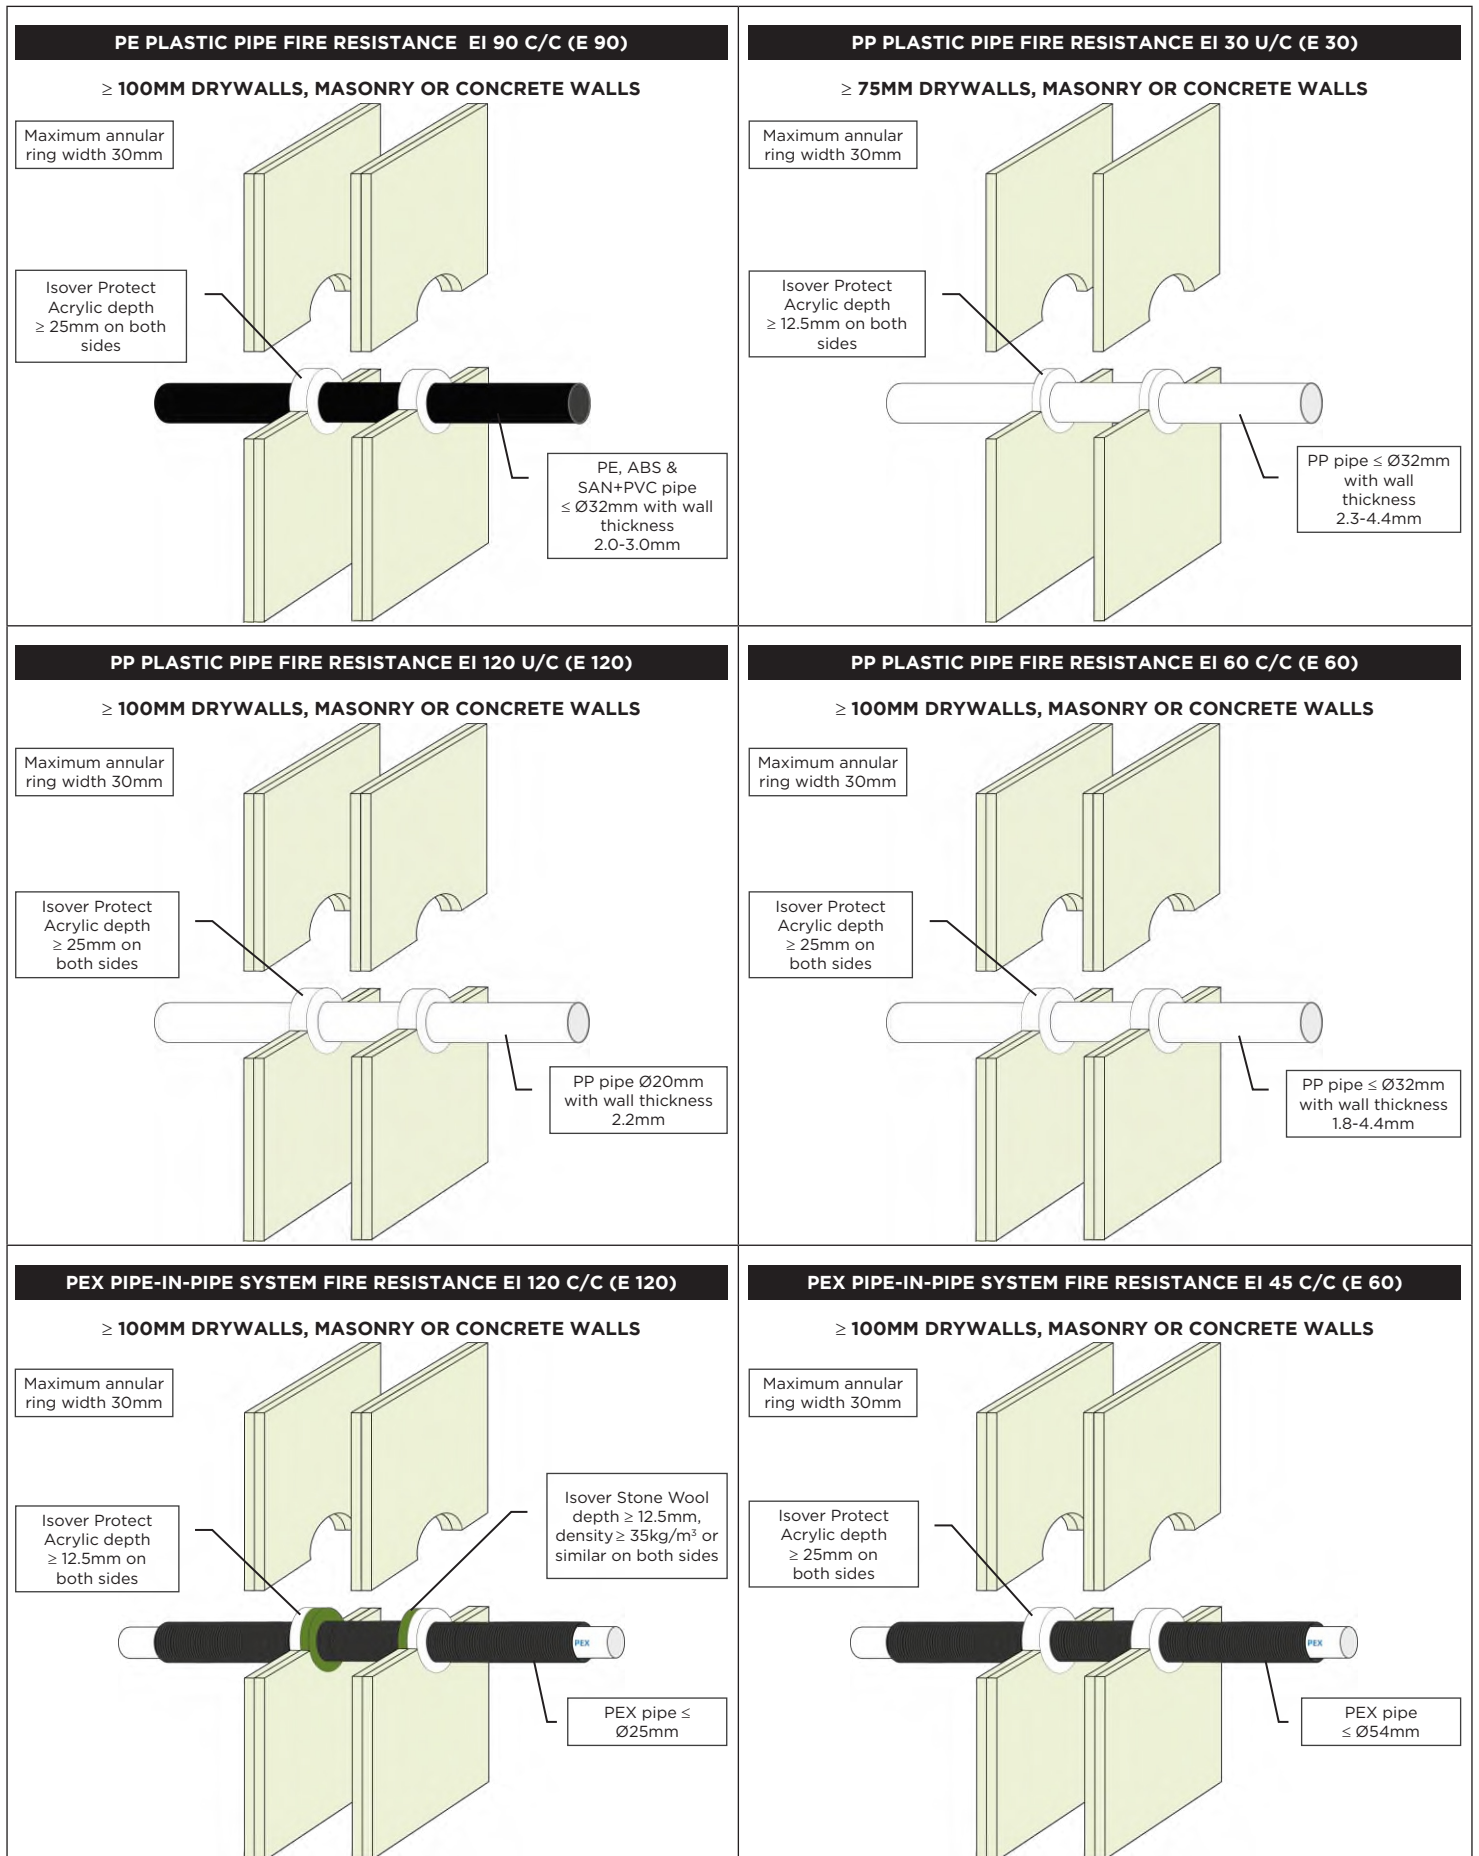 PE PLASTIC PIPE FIRE RESISTANCE EI 90 C/C (E 90)
≥ 100MM DRYWALLS, MASONRY OR CONCRETE WALLS
Maximum annular
ring width 30mm
Isover Protect
Acrylic depth
≥ 25mm on both
sides
PE, ABS &
SAN+PVC pipe
≤ Ø32mm with wall
thickness
2.0-3.0mm
PP PLASTIC PIPE FIRE RESISTANCE EI 30 U/C (E 30)
≥ 75MM DRYWALLS, MASONRY OR CONCRETE WALLS
Maximum annular
ring width 30mm
Isover Protect
Acrylic depth
≥ 12.5mm on both
sides
PP pipe ≤ Ø32mm
with wall
thickness
2.3-4.4mm
PP PLASTIC PIPE FIRE RESISTANCE EI 120 U/C (E 120)
≥ 100MM DRYWALLS, MASONRY OR CONCRETE WALLS
Maximum annular
ring width 30mm
Isover Protect
Acrylic depth
≥ 25mm on
both sides
PP pipe Ø20mm
with wall thickness
2.2mm
PP PLASTIC PIPE FIRE RESISTANCE EI 60 C/C (E 60)
≥ 100MM DRYWALLS, MASONRY OR CONCRETE WALLS
Maximum annular
ring width 30mm
Isover Protect
Acrylic depth
≥ 25mm on
both sides
PP pipe ≤ Ø32mm
with wall thickness
1.8-4.4mm
PEX PIPE-IN-PIPE SYSTEM FIRE RESISTANCE EI 120 C/C (E 120)
≥ 100MM DRYWALLS, MASONRY OR CONCRETE WALLS
Maximum annular
ring width 30mm
Isover Protect
Acrylic depth
≥ 12.5mm on
both sides
Isover Stone Wool
depth ≥ 12.5mm,
density ≥ 35kg/m³ or
similar on both sides
PEX
PEX pipe ≤
Ø25mm
PEX PIPE-IN-PIPE SYSTEM FIRE RESISTANCE EI 45 C/C (E 60)
≥ 100MM DRYWALLS, MASONRY OR CONCRETE WALLS
Maximum annular
ring width 30mm
Isover Protect
Acrylic depth
≥ 25mm on
both sides
PEX
PEX pipe
≤ Ø54mm